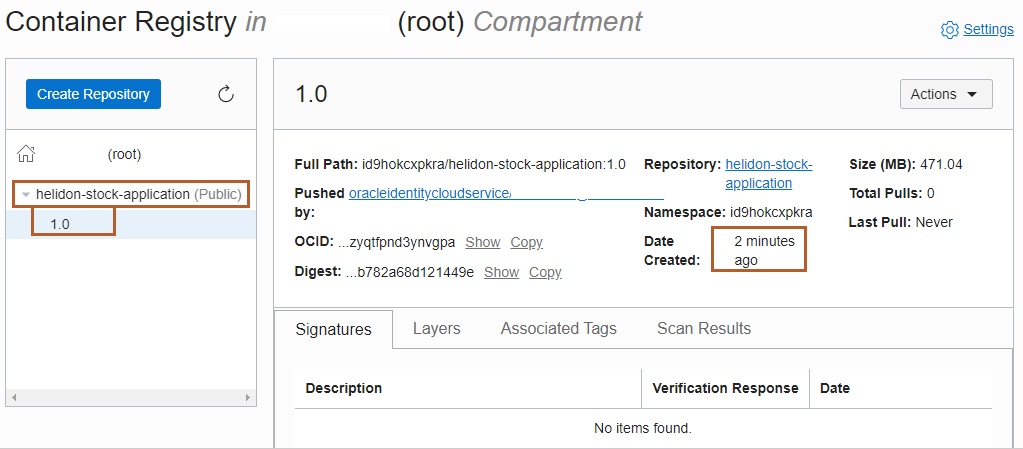 Container Registry in (root) Compartment
Settings
Create Repository
(root)
helidon-stock-application (Public)
1.0
1.0
Actions
Full Path: id9hokcxpkra/helidon-stock-application:1.0
Pushed by: oracleidentitycloudservice/
OCID: ...zyqtfpnd3ynvgpa Show Copy
Digest: ...b782a68d121449e Show Copy
Repository: helidon-stock-
application
Namespace: id9hokcxpkra
Date Created: 2 minutes
ago
Size (MB): 471.04
Total Pulls: 0
Last Pull: Never
Signatures Layers Associated Tags Scan Results
Description Verification Response Date
No items found.